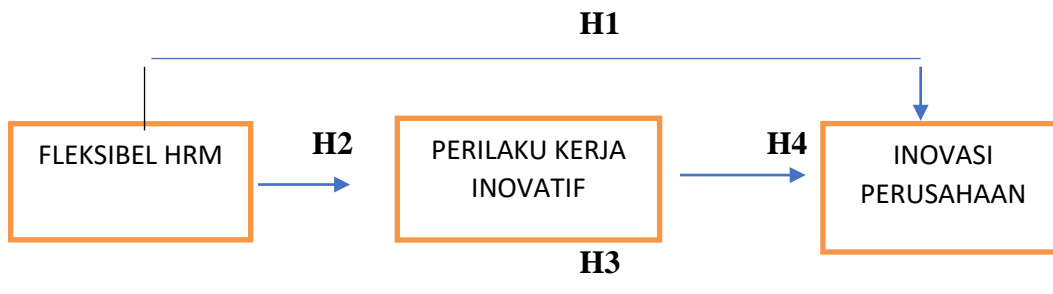 H1
FLEKSIBEL HRM
H2
PERILAKU KERJA
INOVATIF
H4
INOVASI
PERUSAHAAN
H3